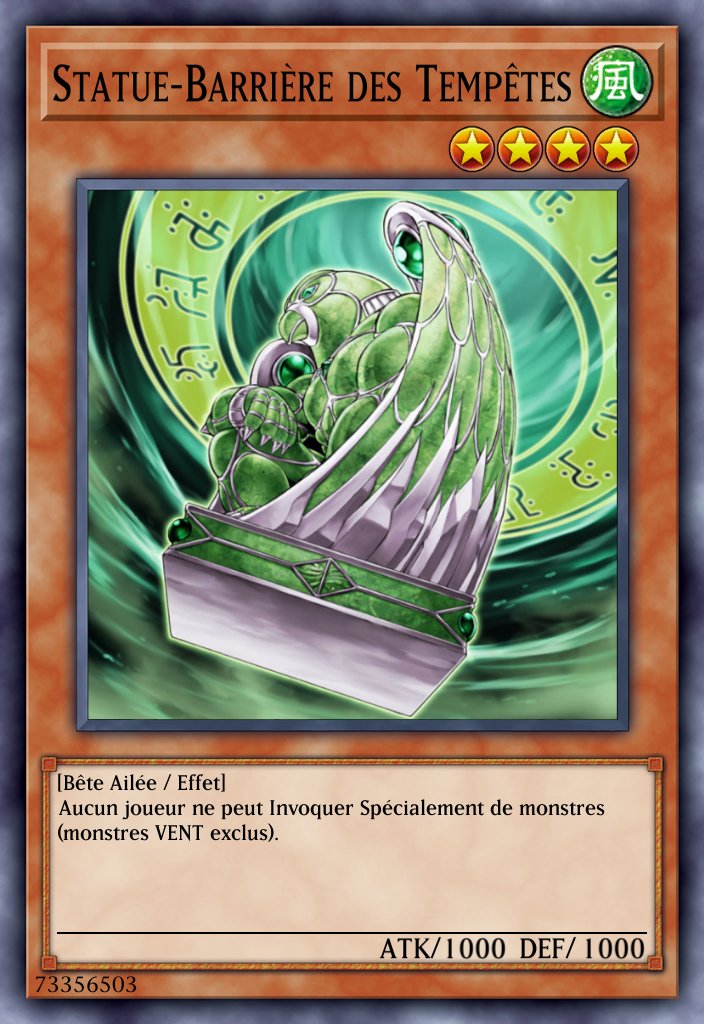 Statue-Barrière des Tempêtes 風
[Bête Ailée / Effet]
Aucun joueur ne peut Invoquer Spécialement de monstres
(monstres VENT exclus).
ATK/1000 DEF/1000
73356503